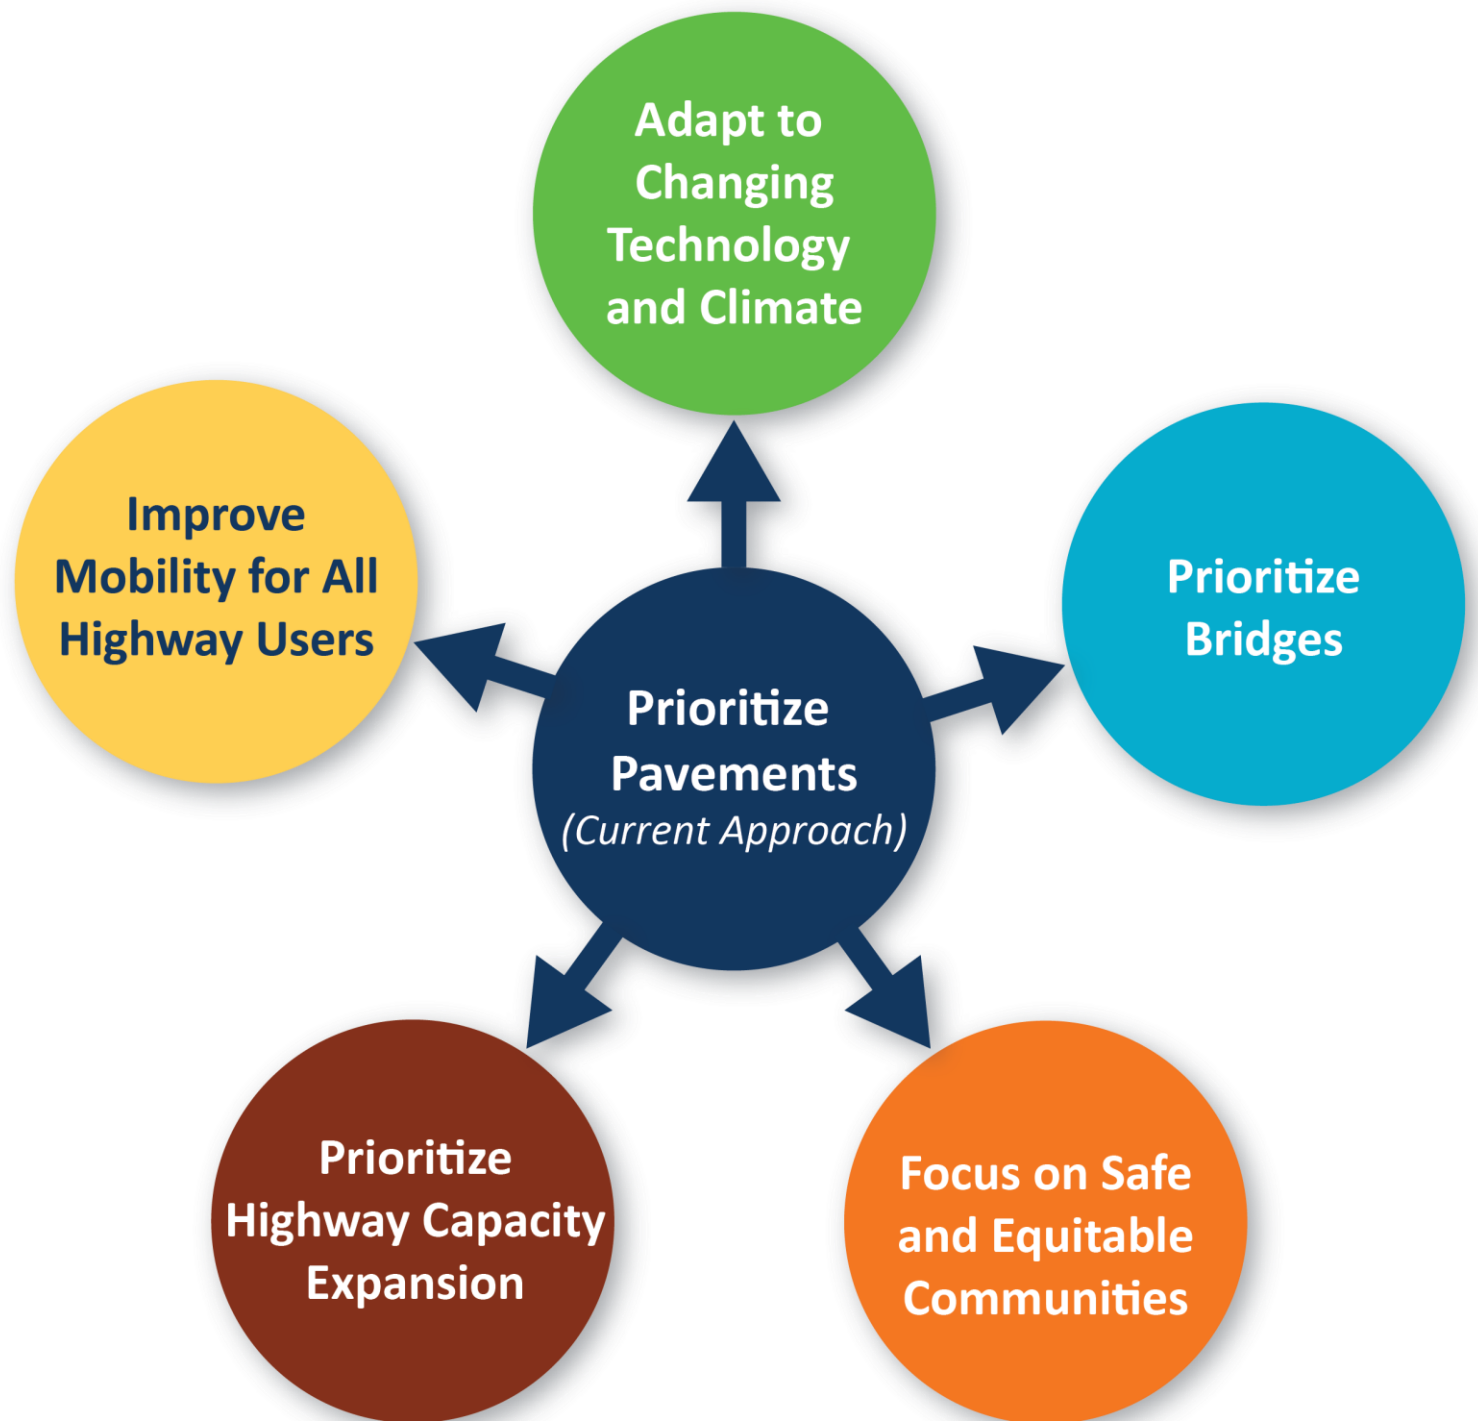 Adapt to
Changing
Technology
and Climate
Improve
Mobility for All
Highway Users
Prioritize
Bridges
Prioritize
Pavements
(Current Approach)
Prioritize
Highway Capacity
Expansion
Focus on Safe
and Equitable
Communities